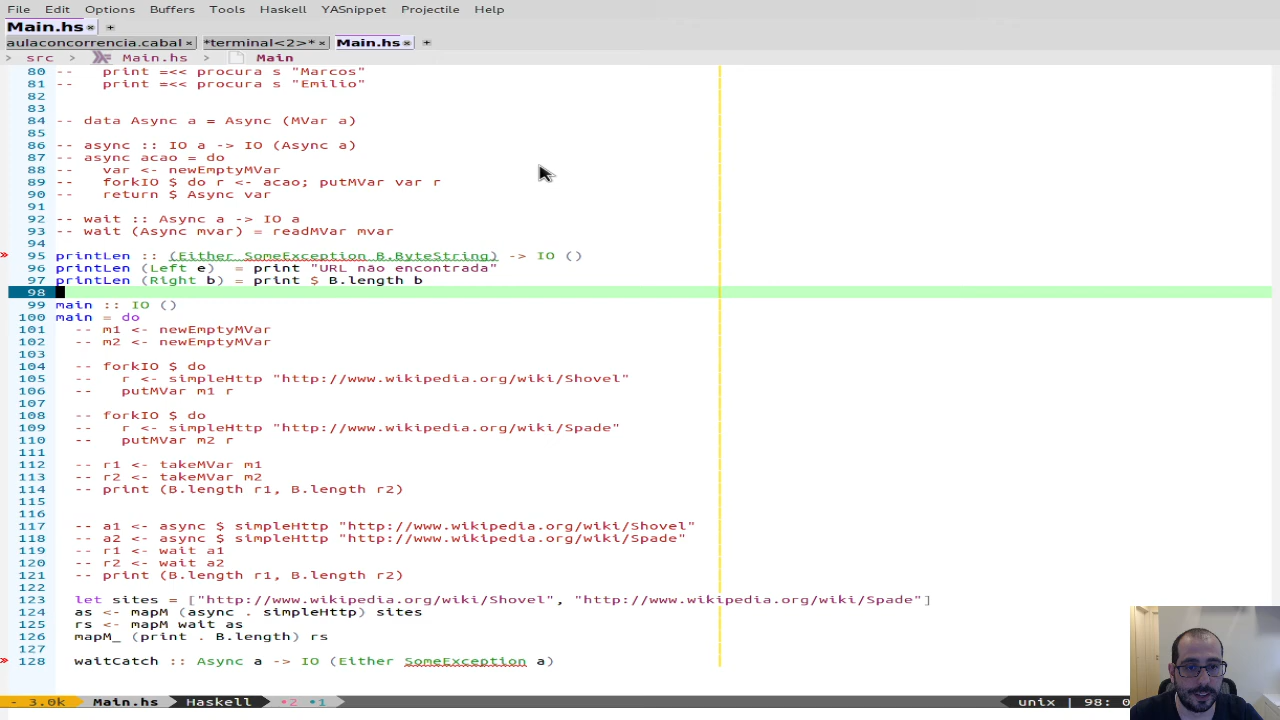 File Edit Options Buffers Tools Haskell YASnippet Projectile Help
Main.hs × +
aulaconcorrencia.cabal × *terminal<2>* × Main.hs × +
> src > Main.hs > Main
80 -- print =<< procura s "Marcos"
81 -- print =<< procura s "Emilio"
82
83
84 -- data Async a = Async (MVar a)
85
86 -- async :: IO a -> IO (Async a)
87 -- async acao = do
88 -- var <- newEmptyMVar
89 -- forkIO $ do r <- acao; putMVar var r
90 -- return $ Async var
91
92 -- wait :: Async a -> IO a
93 -- wait (Async mvar) = readMVar mvar
94
» 95 printLen :: (Either SomeException B.ByteString) -> IO ()
96 printLen (Left e) = print "URL não encontrada"
97 printLen (Right b) = print $ B.length b
98
99 main :: IO ()
100 main = do
101 -- m1 <- newEmptyMVar
102 -- m2 <- newEmptyMVar
103
104 -- forkIO $ do
105 -- r <- simpleHttp "http://www.wikipedia.org/wiki/Shovel"
106 -- putMVar m1 r
107
108 -- forkIO $ do
109 -- r <- simpleHttp "http://www.wikipedia.org/wiki/Spade"
110 -- putMVar m2 r
111
112 -- r1 <- takeMVar m1
113 -- r2 <- takeMVar m2
114 -- print (B.length r1, B.length r2)
115
116
117 -- a1 <- async $ simpleHttp "http://www.wikipedia.org/wiki/Shovel"
118 -- a2 <- async $ simpleHttp "http://www.wikipedia.org/wiki/Spade"
119 -- r1 <- wait a1
120 -- r2 <- wait a2
121 -- print (B.length r1, B.length r2)
122
123 let sites = ["http://www.wikipedia.org/wiki/Shovel", "http://www.wikipedia.org/wiki/Spade"]
124 as <- mapM (async . simpleHttp) sites
125 rs <- mapM wait as
126 mapM_ (print . B.length) rs
127
» 128 waitCatch :: Async a -> IO (Either SomeException a)
- 3.0k Main.hs Haskell •2 •1 unix | 98: 0